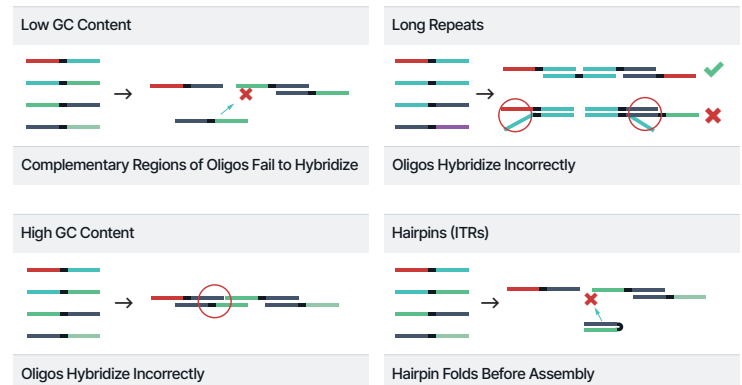 Low GC Content
Complementary Regions of Oligos Fail to Hybridize
Long Repeats
Oligos Hybridize Incorrectly
High GC Content
Oligos Hybridize Incorrectly
Hairpins (ITRs)
Hairpin Folds Before Assembly